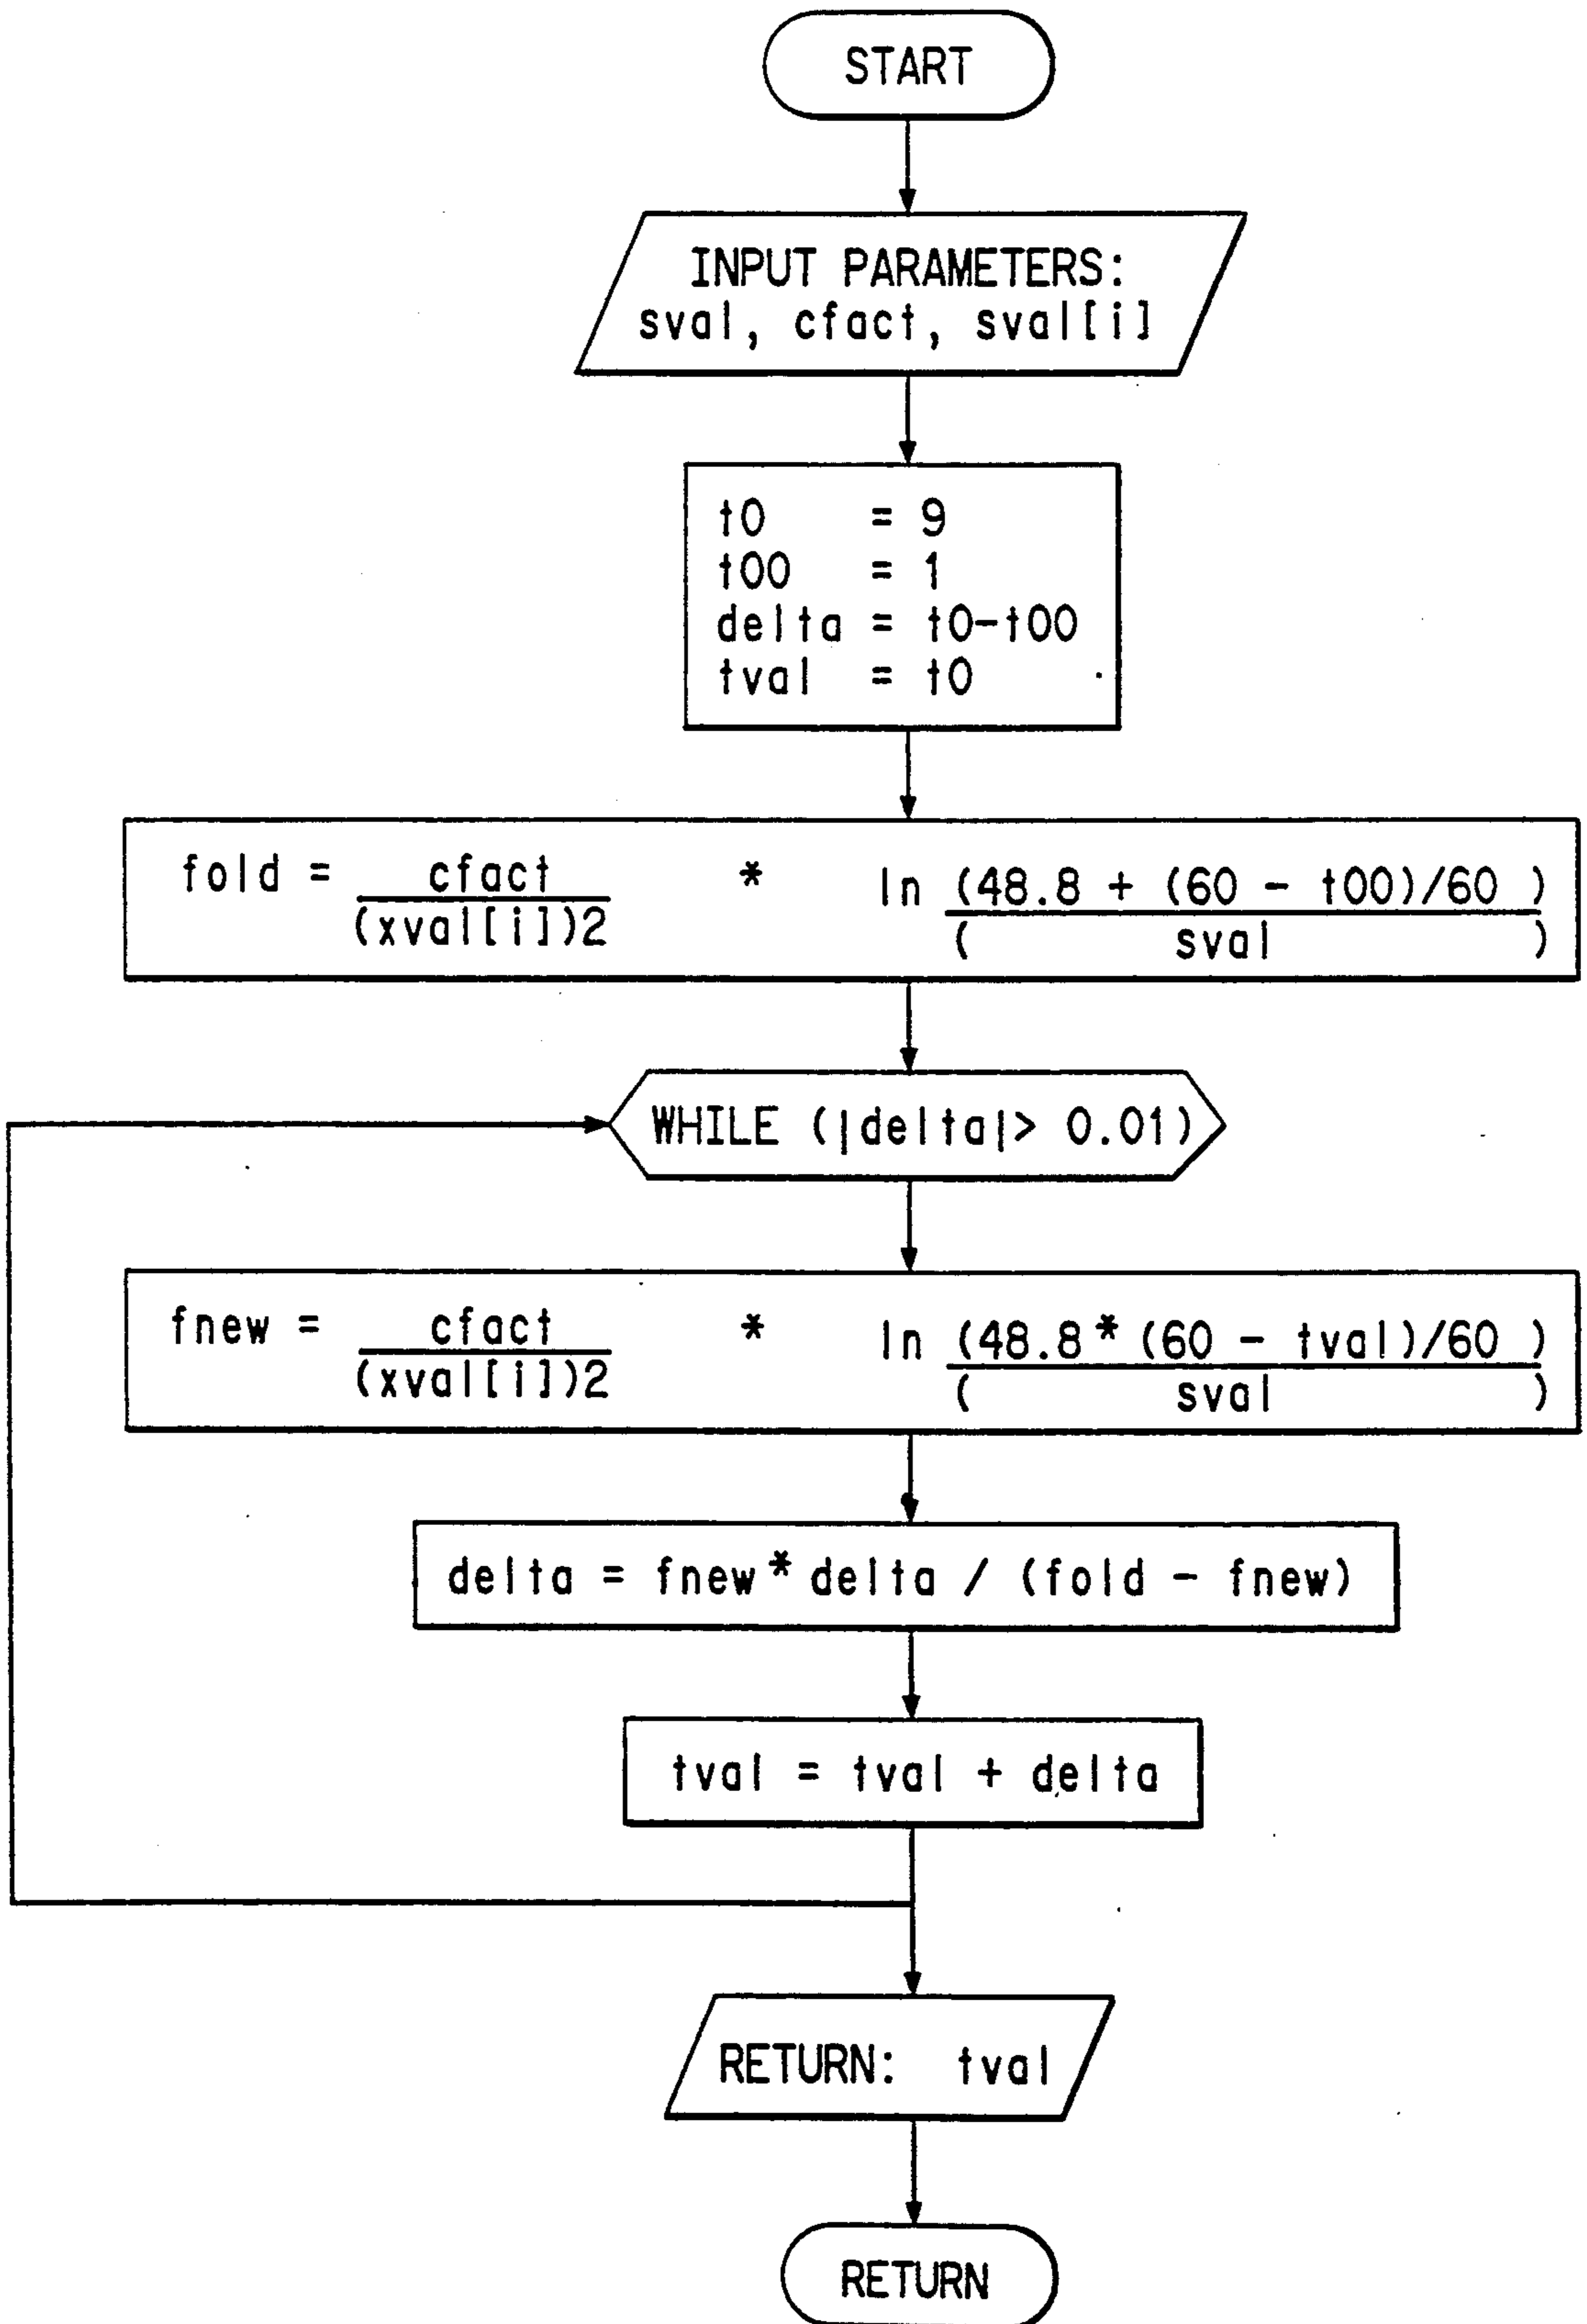 START
INPUT PARAMETERS:
sval, cfact, sval[i]
t0 = 9
t00 = 1
delta = t0-t00
tval = t0
fold = cfact * ln (48.8 + (60 - t00)/60 )
(xval[i])2 ( sval )
WHILE (|delta|> 0.01)
fnew = cfact * ln (48.8* (60 - tval)/60 )
(xval[i])2 ( sval )
delta = fnew* delta / (fold - fnew)
tval = tval + delta
RETURN: tval
RETURN